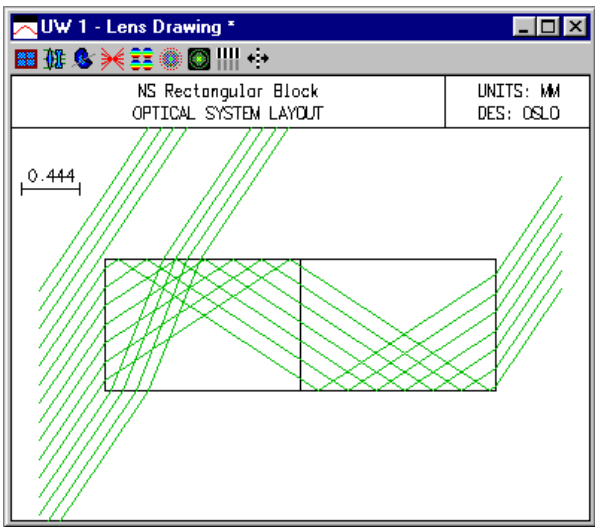 UW 1 - Lens Drawing *
NS Rectangular Block
OPTICAL SYSTEM LAYOUT
UNITS: MM
DES: OSLO
0.444